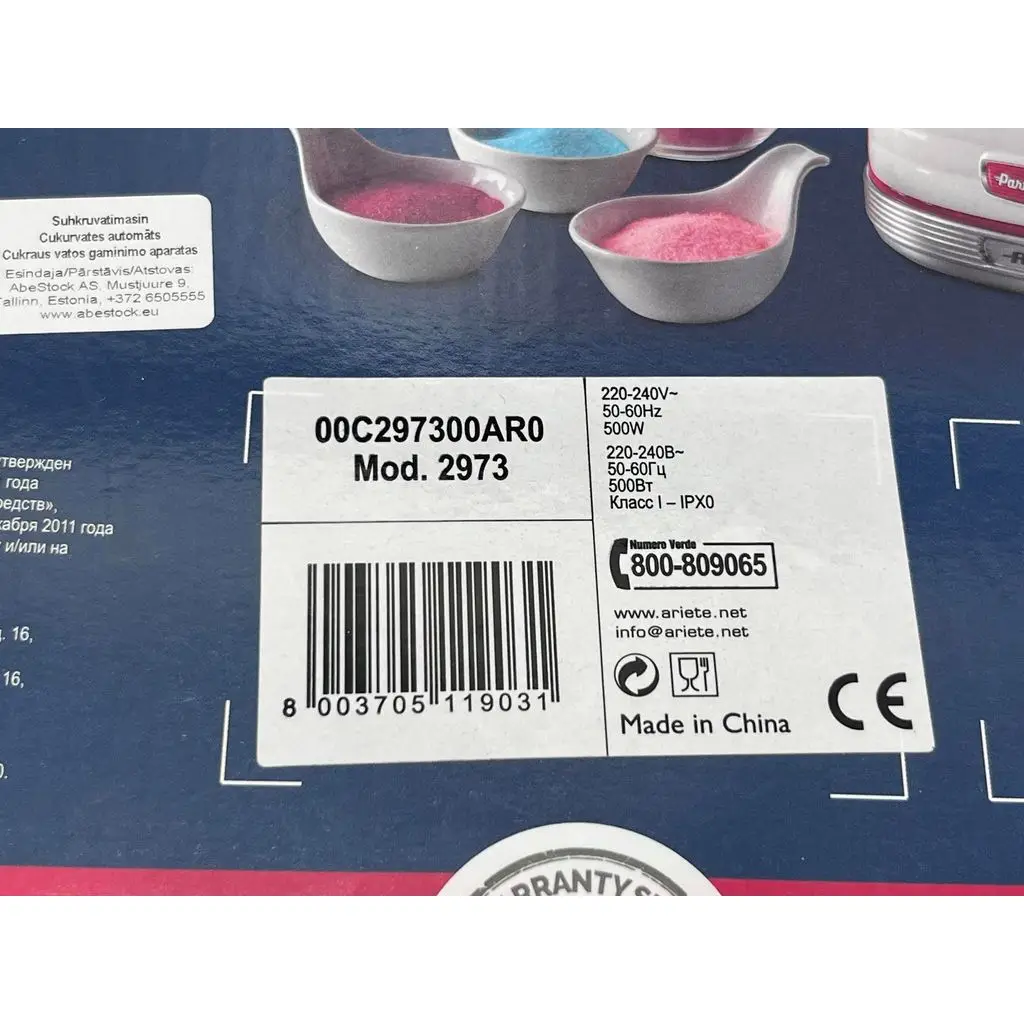 Suhkruvatimasin
Cukurvates automāts
Cukraus vatos gaminimo aparatas
Esindaja/Pārstāvis/Atstovas:
AbeStock AS, Mustjuure 9,
Tallinn, Estonia, +372 6505555
www.abestock.eu
00C297300AR0
Mod. 2973
8 003705 119031
220-240V~
50-60Hz
500W
220-240В~
50-60Гц
500Вт
Класс I – IPX0
Numero Verde
800-809065
www.ariete.net
info@ariete.net
Made in China
CE
года
2011 года
и/или на
16,
16,